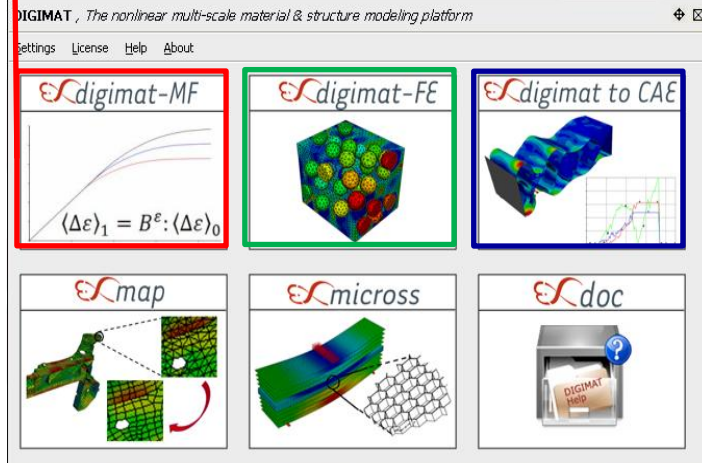 DIGIMAT , The nonlinear multi-scale material & structure modeling platform
Settings License Help About
digimat-MF
digimat-FE
digimat to CAE
⟨Δε⟩₁ = Bᵋ:⟨Δε⟩₀
map
micross
doc
?
DIGIMAT
Help